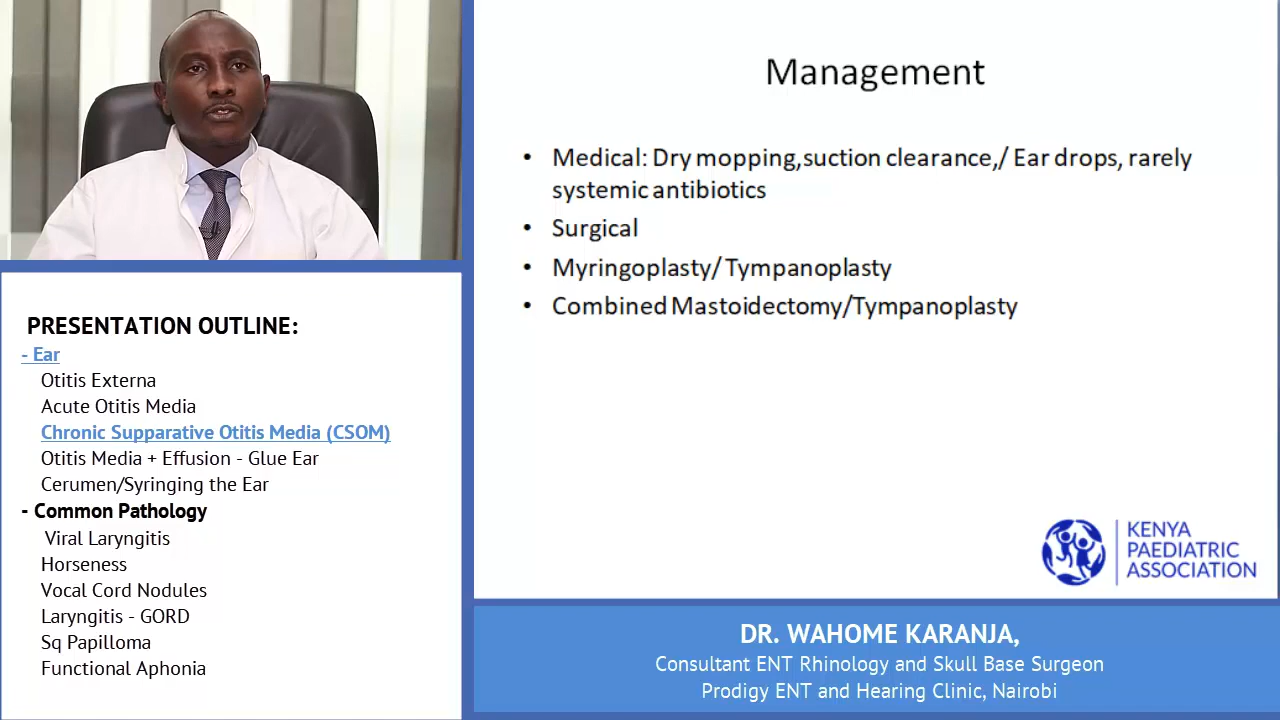 Management
• Medical: Dry mopping,suction clearance,/ Ear drops, rarely
systemic antibiotics
• Surgical
• Myringoplasty/ Tympanoplasty
• Combined Mastoidectomy/Tympanoplasty
KENYA
PAEDIATRIC
ASSOCIATION
PRESENTATION OUTLINE:
- Ear
Otitis Externa
Acute Otitis Media
Chronic Supparative Otitis Media (CSOM)
Otitis Media + Effusion - Glue Ear
Cerumen/Syringing the Ear
- Common Pathology
Viral Laryngitis
Horseness
Vocal Cord Nodules
Laryngitis - GORD
Sq Papilloma
Functional Aphonia
DR. WAHOME KARANJA,
Consultant ENT Rhinology and Skull Base Surgeon
Prodigy ENT and Hearing Clinic, Nairobi